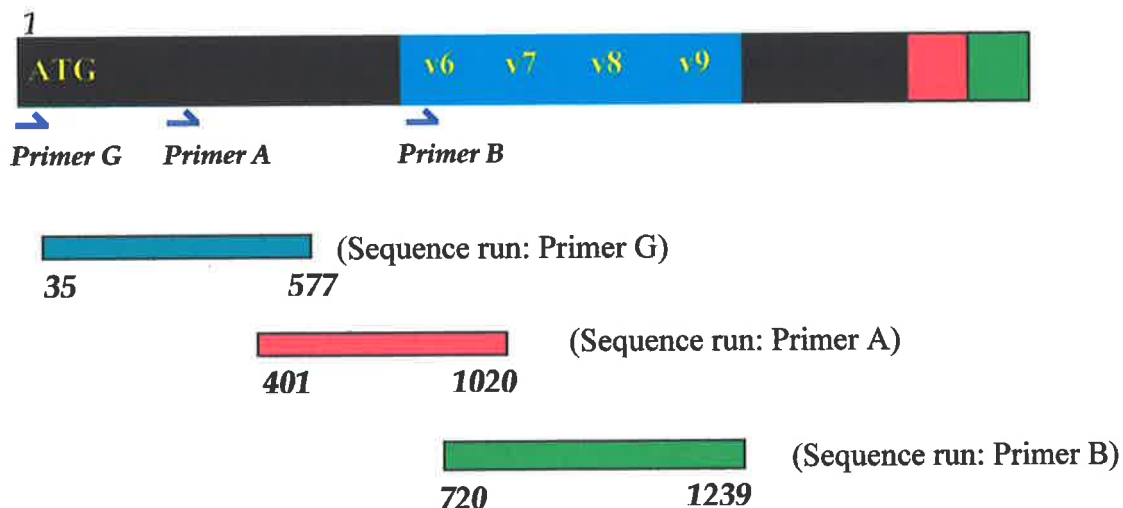 1
ATG v6 v7 v8 v9
Primer G Primer A Primer B
(Sequence run: Primer G)
35 577
(Sequence run: Primer A)
401 1020
(Sequence run: Primer B)
720 1239